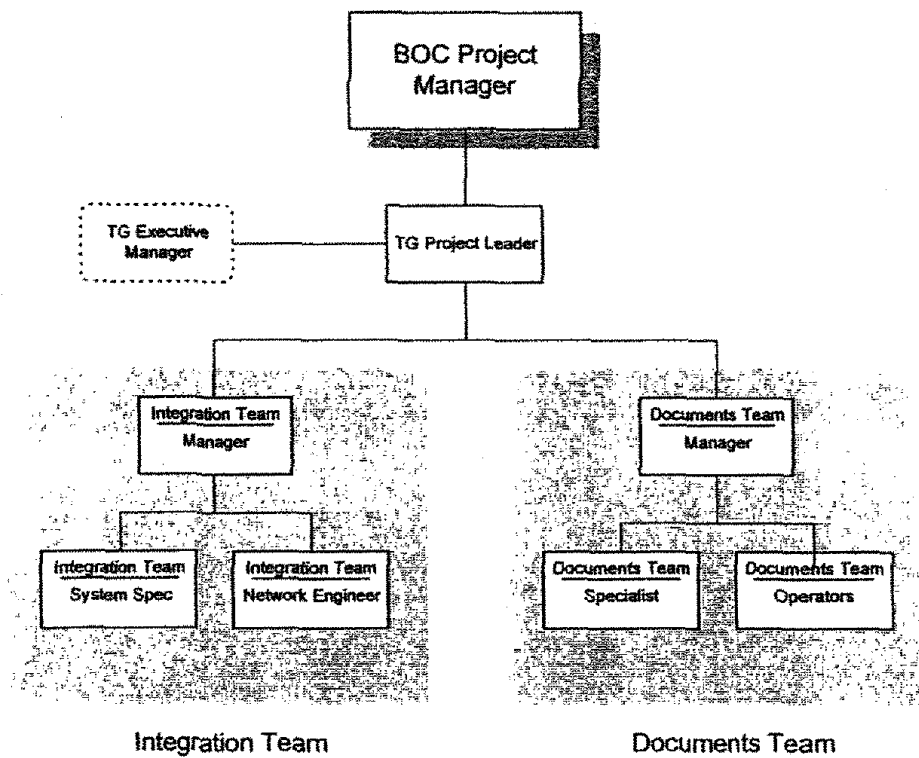 BOC Project
Manager
TG Executive
Manager
TG Project Leader
Integration Team
Manager
Documents Team
Manager
Integration Team
System Spec
Integration Team
Network Engineer
Documents Team
Specialist
Documents Team
Operators
Integration Team
Documents Team